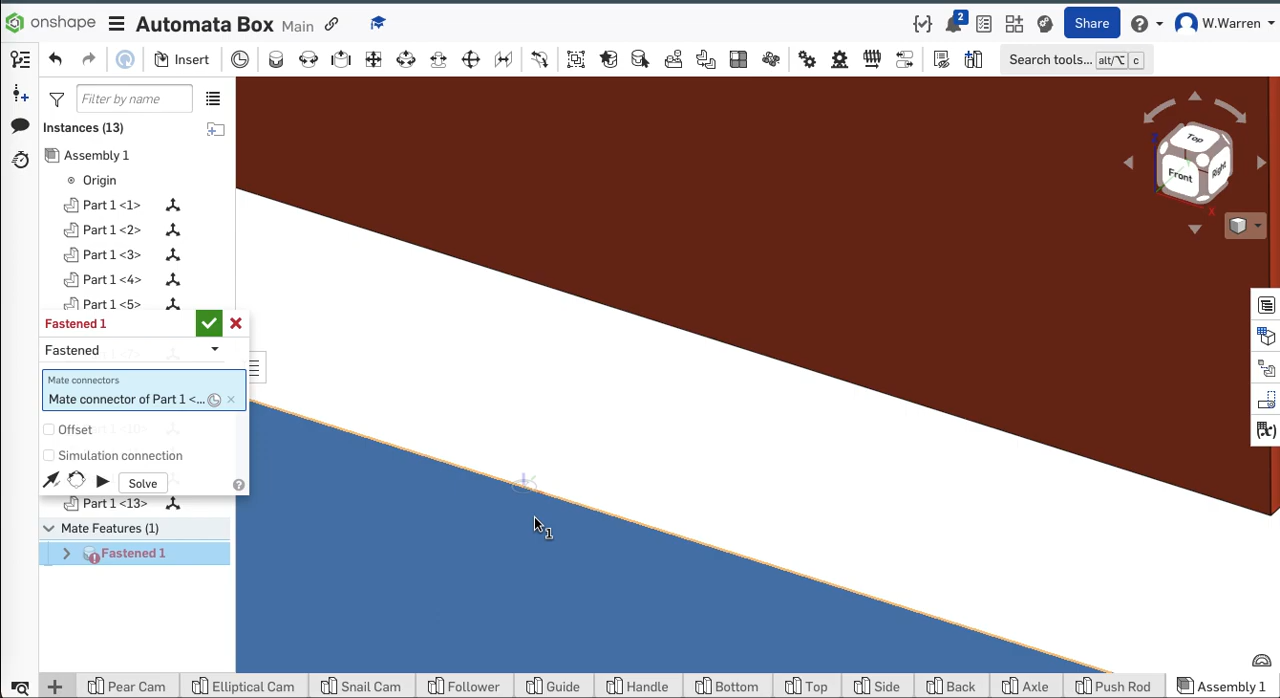 onshape Automata Box Main 2 Share W.Warren
Insert Search tools... alt/⌥ c
Filter by name
Instances (13)
Assembly 1
Origin
Part 1 <1>
Part 1 <2>
Part 1 <3>
Part 1 <4>
Part 1 <5>
Fastened 1
Fastened
Mate connectors
Mate connector of Part 1 <...
Offset
Simulation connection
Solve
Part 1 <13>
Mate Features (1)
Fastened 1
1
Top
Front
Right
Z
X
Pear Cam Elliptical Cam Snail Cam Follower Guide Handle Bottom Top Side Back Axle Push Rod Assembly 1